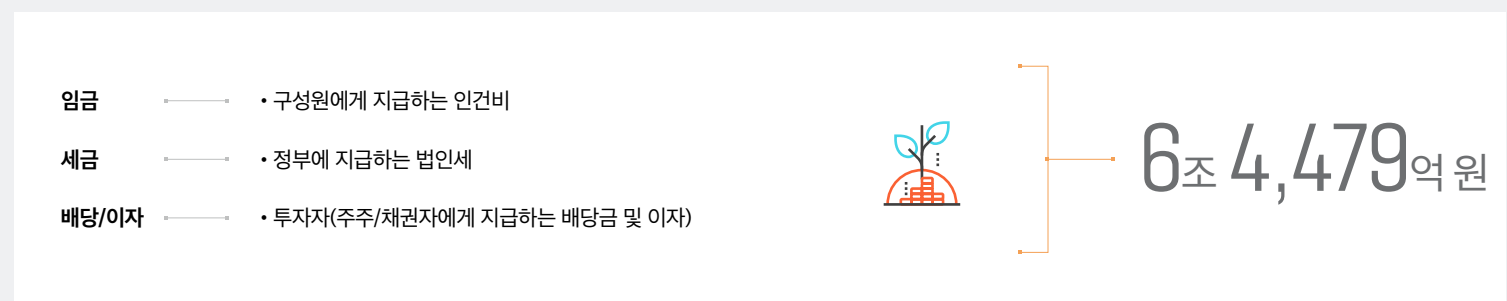 임금 • 구성원에게 지급하는 인건비
세금 • 정부에 지급하는 법인세
배당/이자 • 투자자(주주/채권자에게 지급하는 배당금 및 이자)
6조 4,479억 원